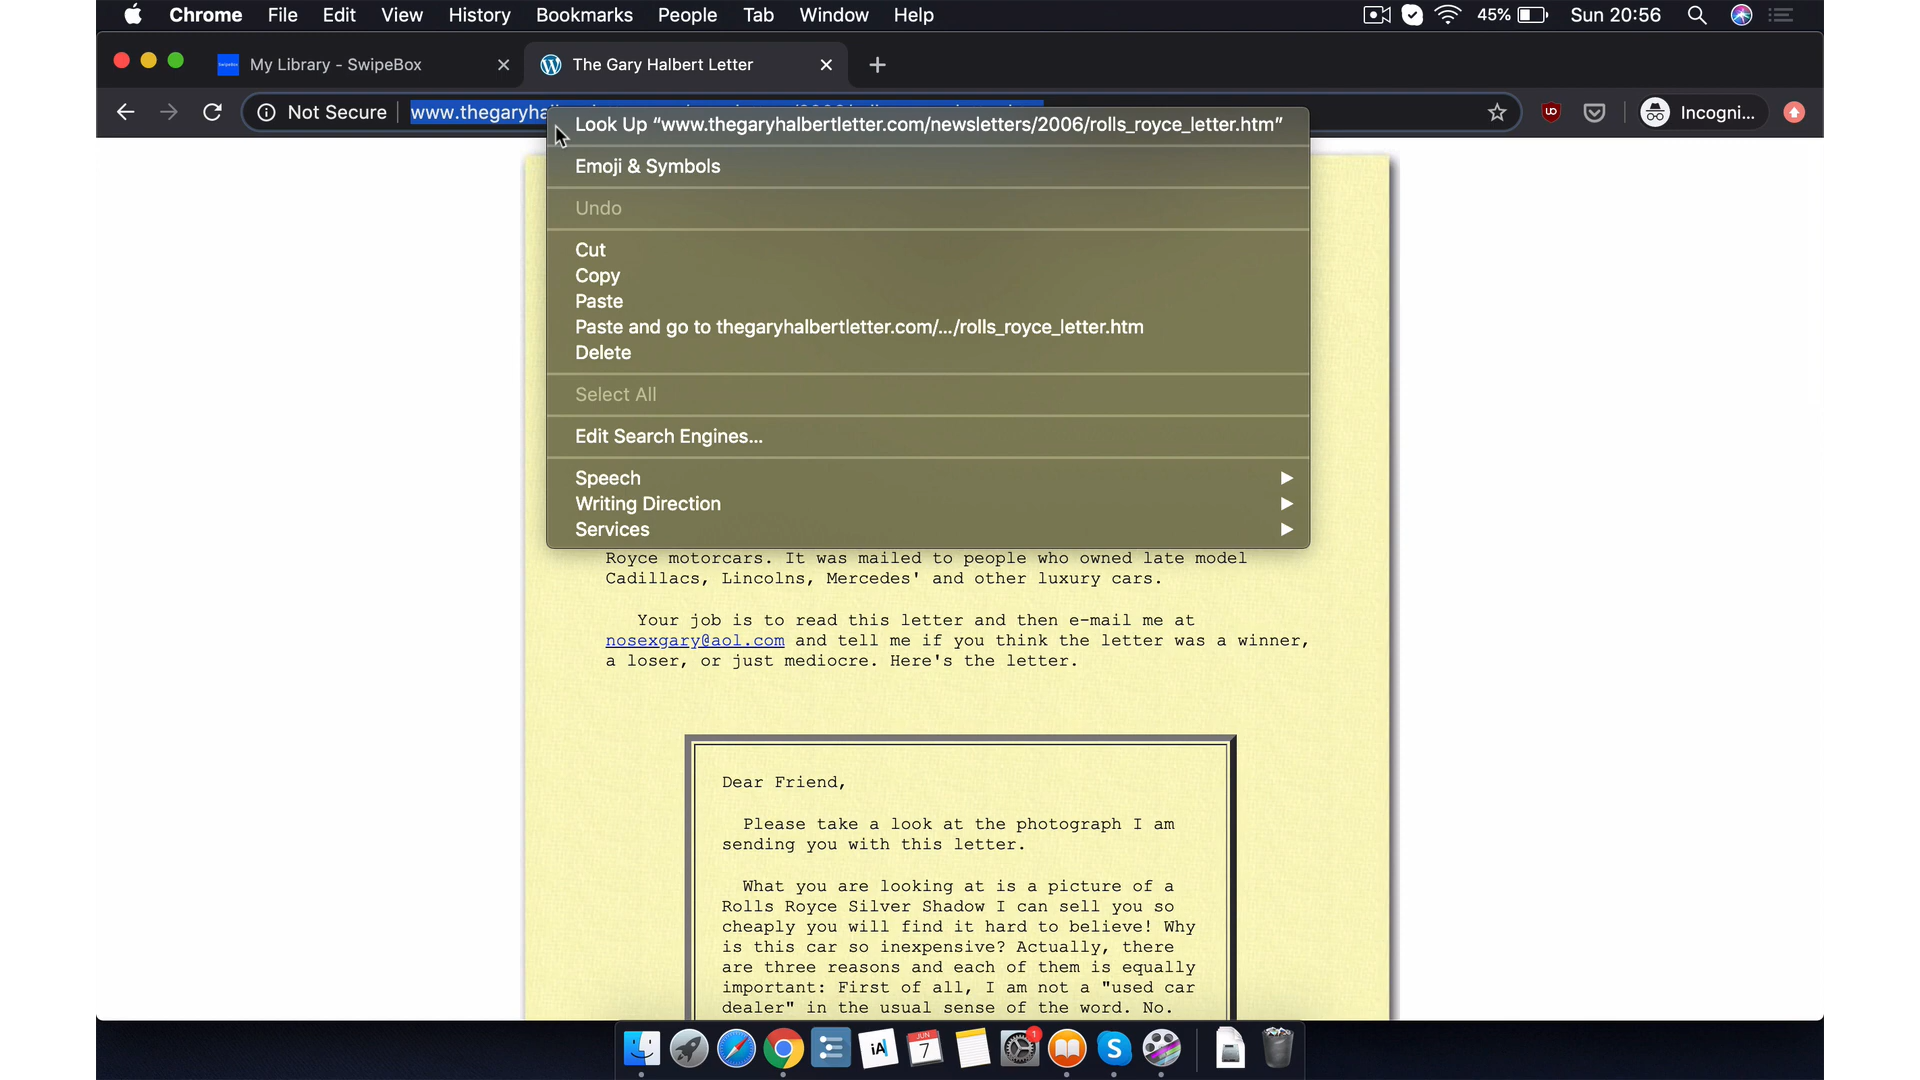 Chrome File Edit View History Bookmarks People Tab Window Help 45% Sun 20:56
My Library - SwipeBox The Gary Halbert Letter
Not Secure www.thegaryha Incogni...
Look Up “www.thegaryhalbertletter.com/newsletters/2006/rolls_royce_letter.htm”
Emoji & Symbols
Undo
Cut
Copy
Paste
Paste and go to thegaryhalbertletter.com/.../rolls_royce_letter.htm
Delete
Select All
Edit Search Engines...
Speech
Writing Direction
Services
Royce motorcars. It was mailed to people who owned late model
Cadillacs, Lincolns, Mercedes' and other luxury cars.
Your job is to read this letter and then e-mail me at
nosexgary@aol.com and tell me if you think the letter was a winner,
a loser, or just mediocre. Here's the letter.
Dear Friend,
Please take a look at the photograph I am
sending you with this letter.
What you are looking at is a picture of a
Rolls Royce Silver Shadow I can sell you so
cheaply you will find it hard to believe! Why
is this car so inexpensive? Actually, there
are three reasons and each of them is equally
important: First of all, I am not a "used car
dealer" in the usual sense of the word. No.
iA
JUN
7
1
S